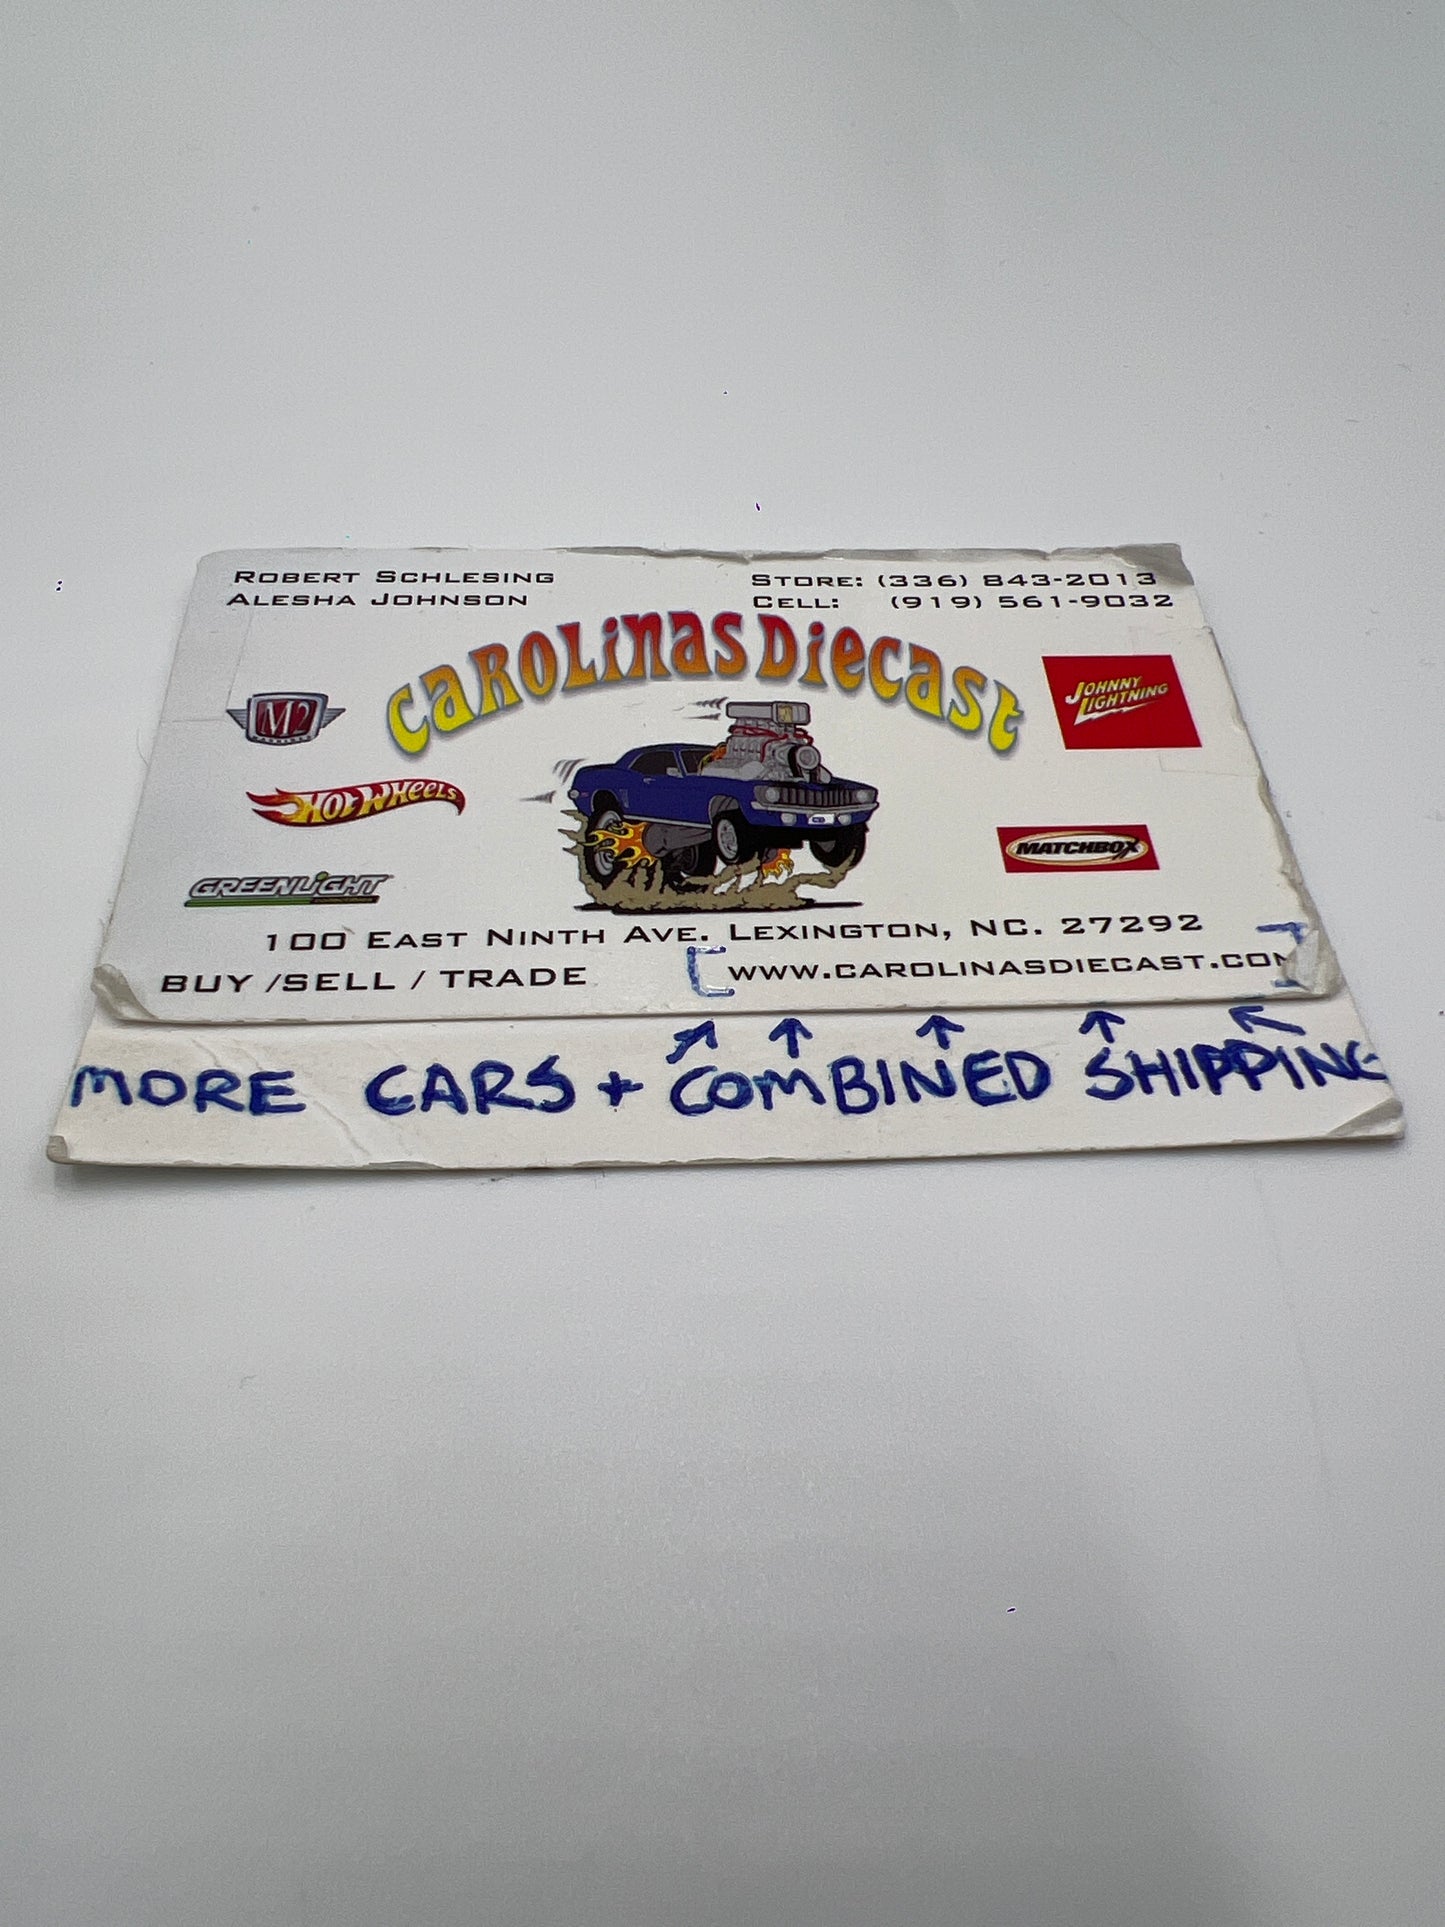 ROBERT SCHLESING
ALESHA JOHNSON
STORE: (336) 843-2013
CELL: (919) 561-9032
CAROLINAS DIECAST
M2
MACHINES
JOHNNY
LIGHTNING
HOT WHEELS
MATCHBOX
GREENLIGHT
100 EAST NINTH AVE. LEXINGTON, NC. 27292
BUY /SELL / TRADE
[WWW.CAROLINASDIECAST.COM]
MORE CARS + COMBINED SHIPPING